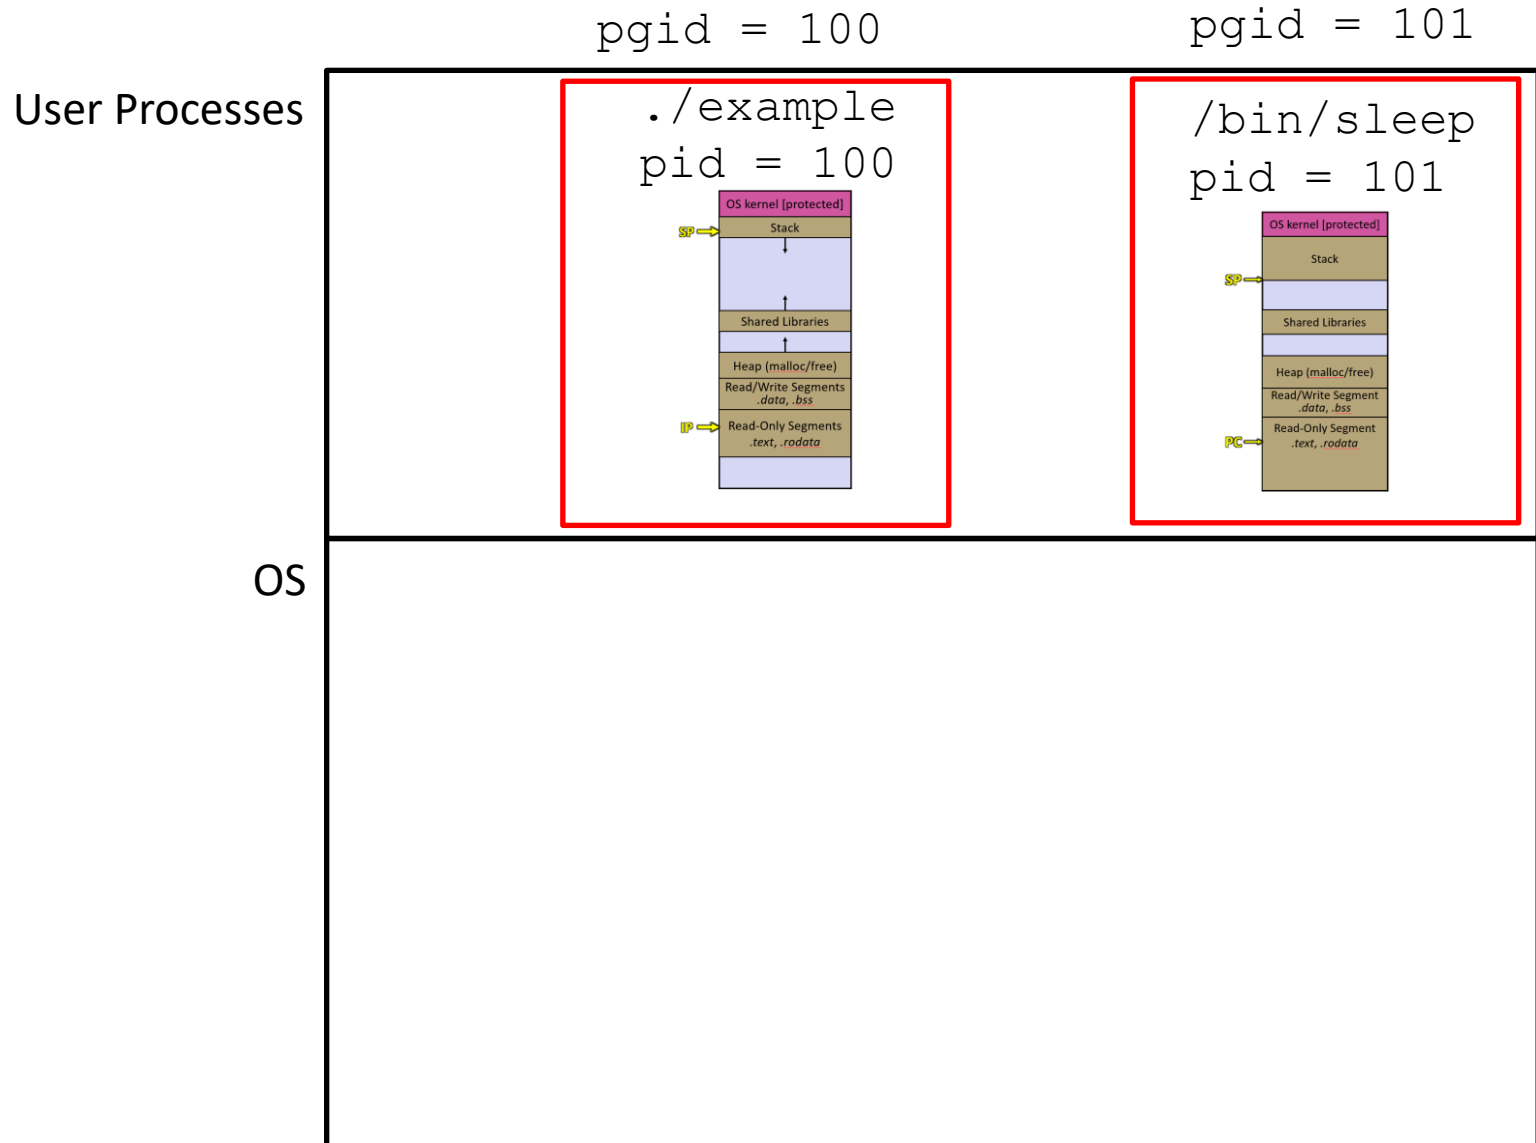 pgid = 100
pgid = 101
User Processes
./example
pid = 100
OS kernel [protected]
SP
Stack
Shared Libraries
Heap (malloc/free)
Read/Write Segments
.data, .bss
IP
Read-Only Segments
.text, .rodata
/bin/sleep
pid = 101
OS kernel [protected]
Stack
SP
Shared Libraries
Heap (malloc/free)
Read/Write Segment
.data, .bss
Read-Only Segment
PC
.text, .rodata
OS